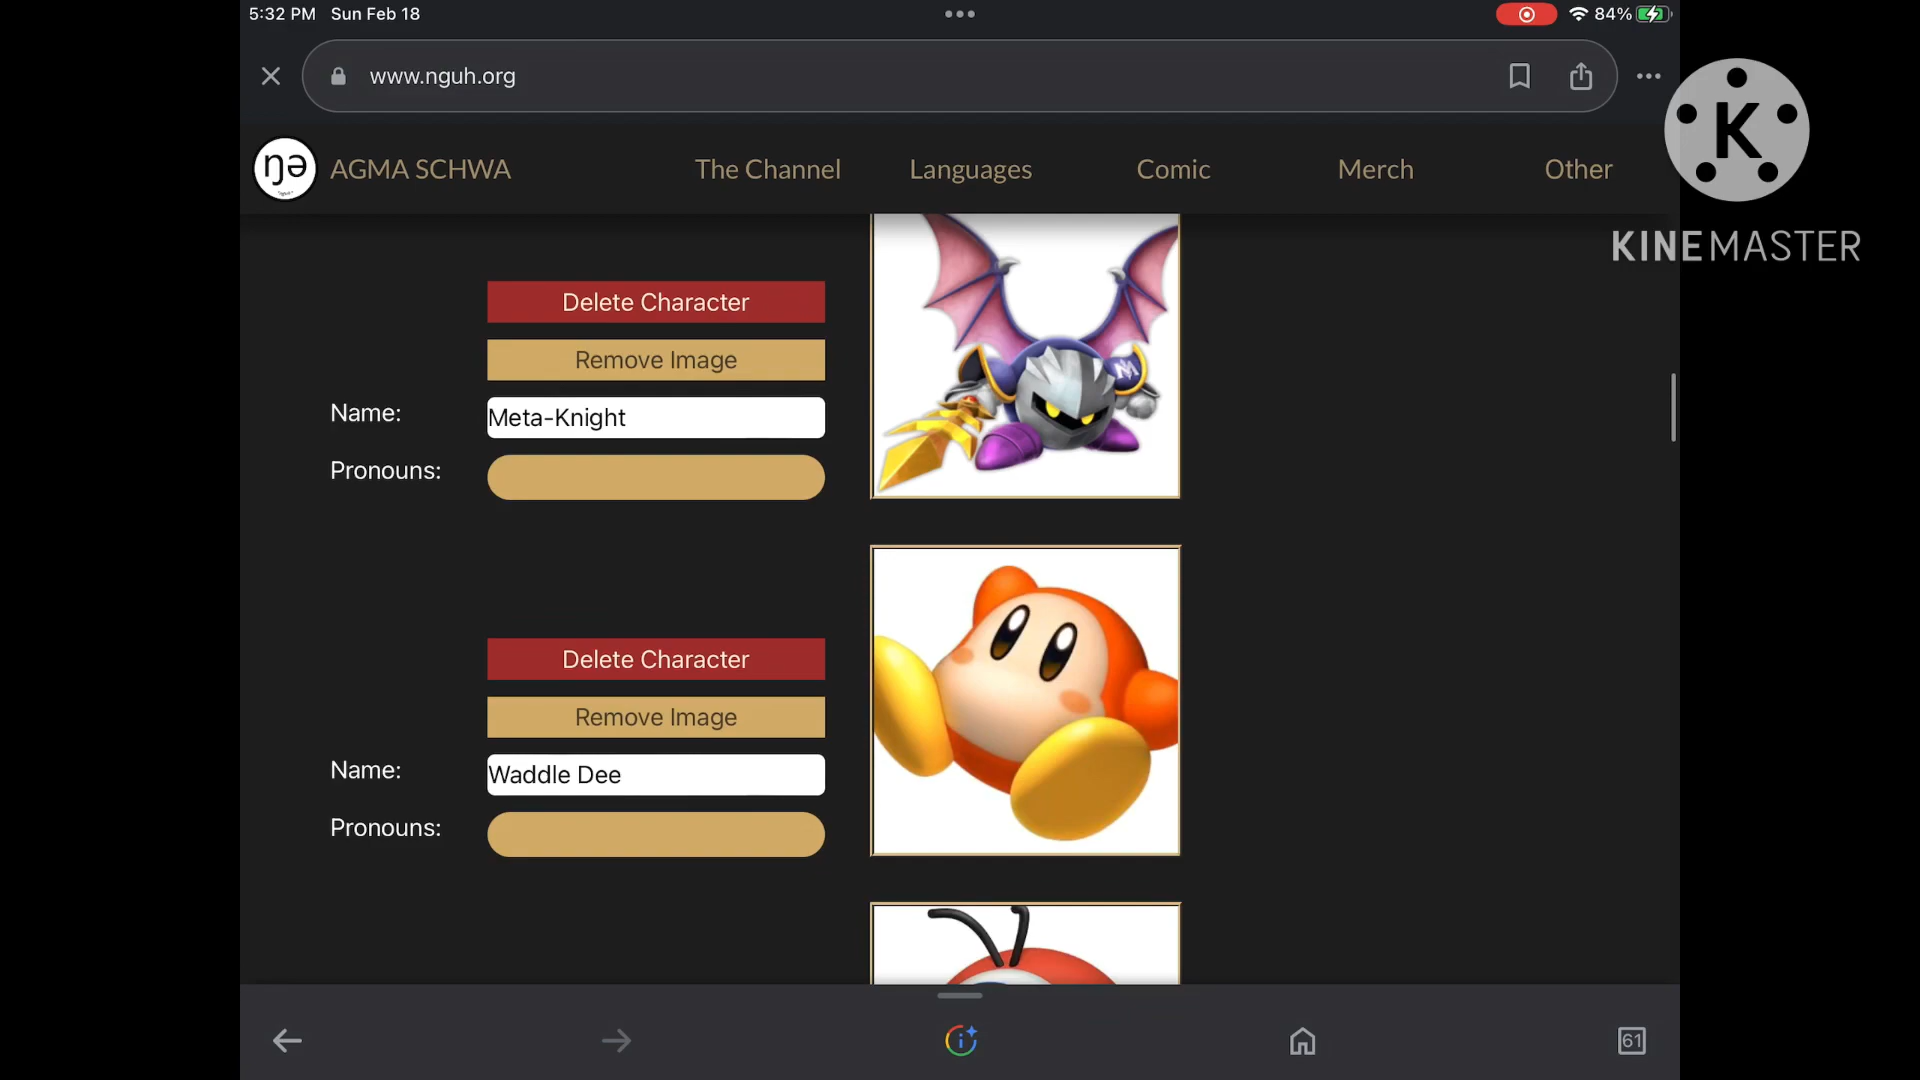 5:32 PM Sun Feb 18
84%
www.nguh.org
K
KINEMASTER
ŋə AGMA SCHWA The Channel Languages Comic Merch Other
Delete Character
Remove Image
Name: Meta-Knight
Pronouns:
M
Delete Character
Remove Image
Name: Waddle Dee
Pronouns:
61